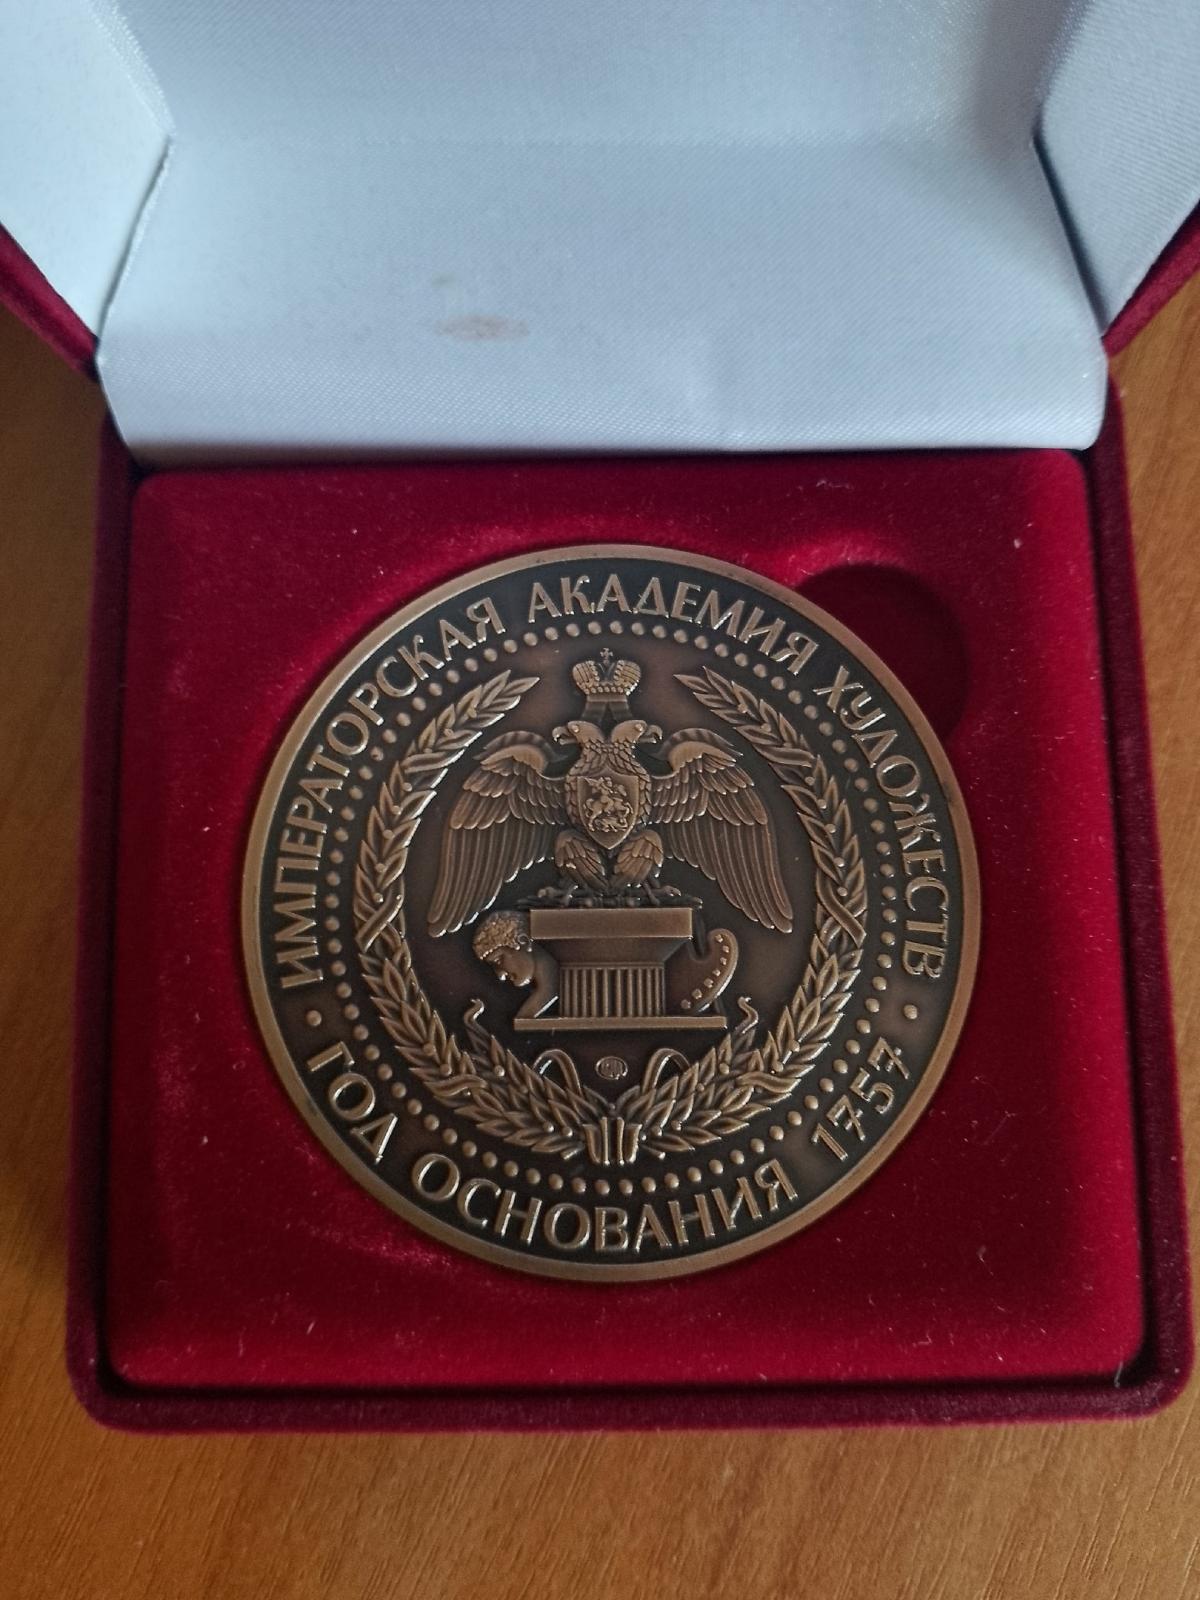 ИМПЕРАТОРСКАЯ АКАДЕМИЯ ХУДОЖЕСТВ
ГОД ОСНОВАНИЯ 1757